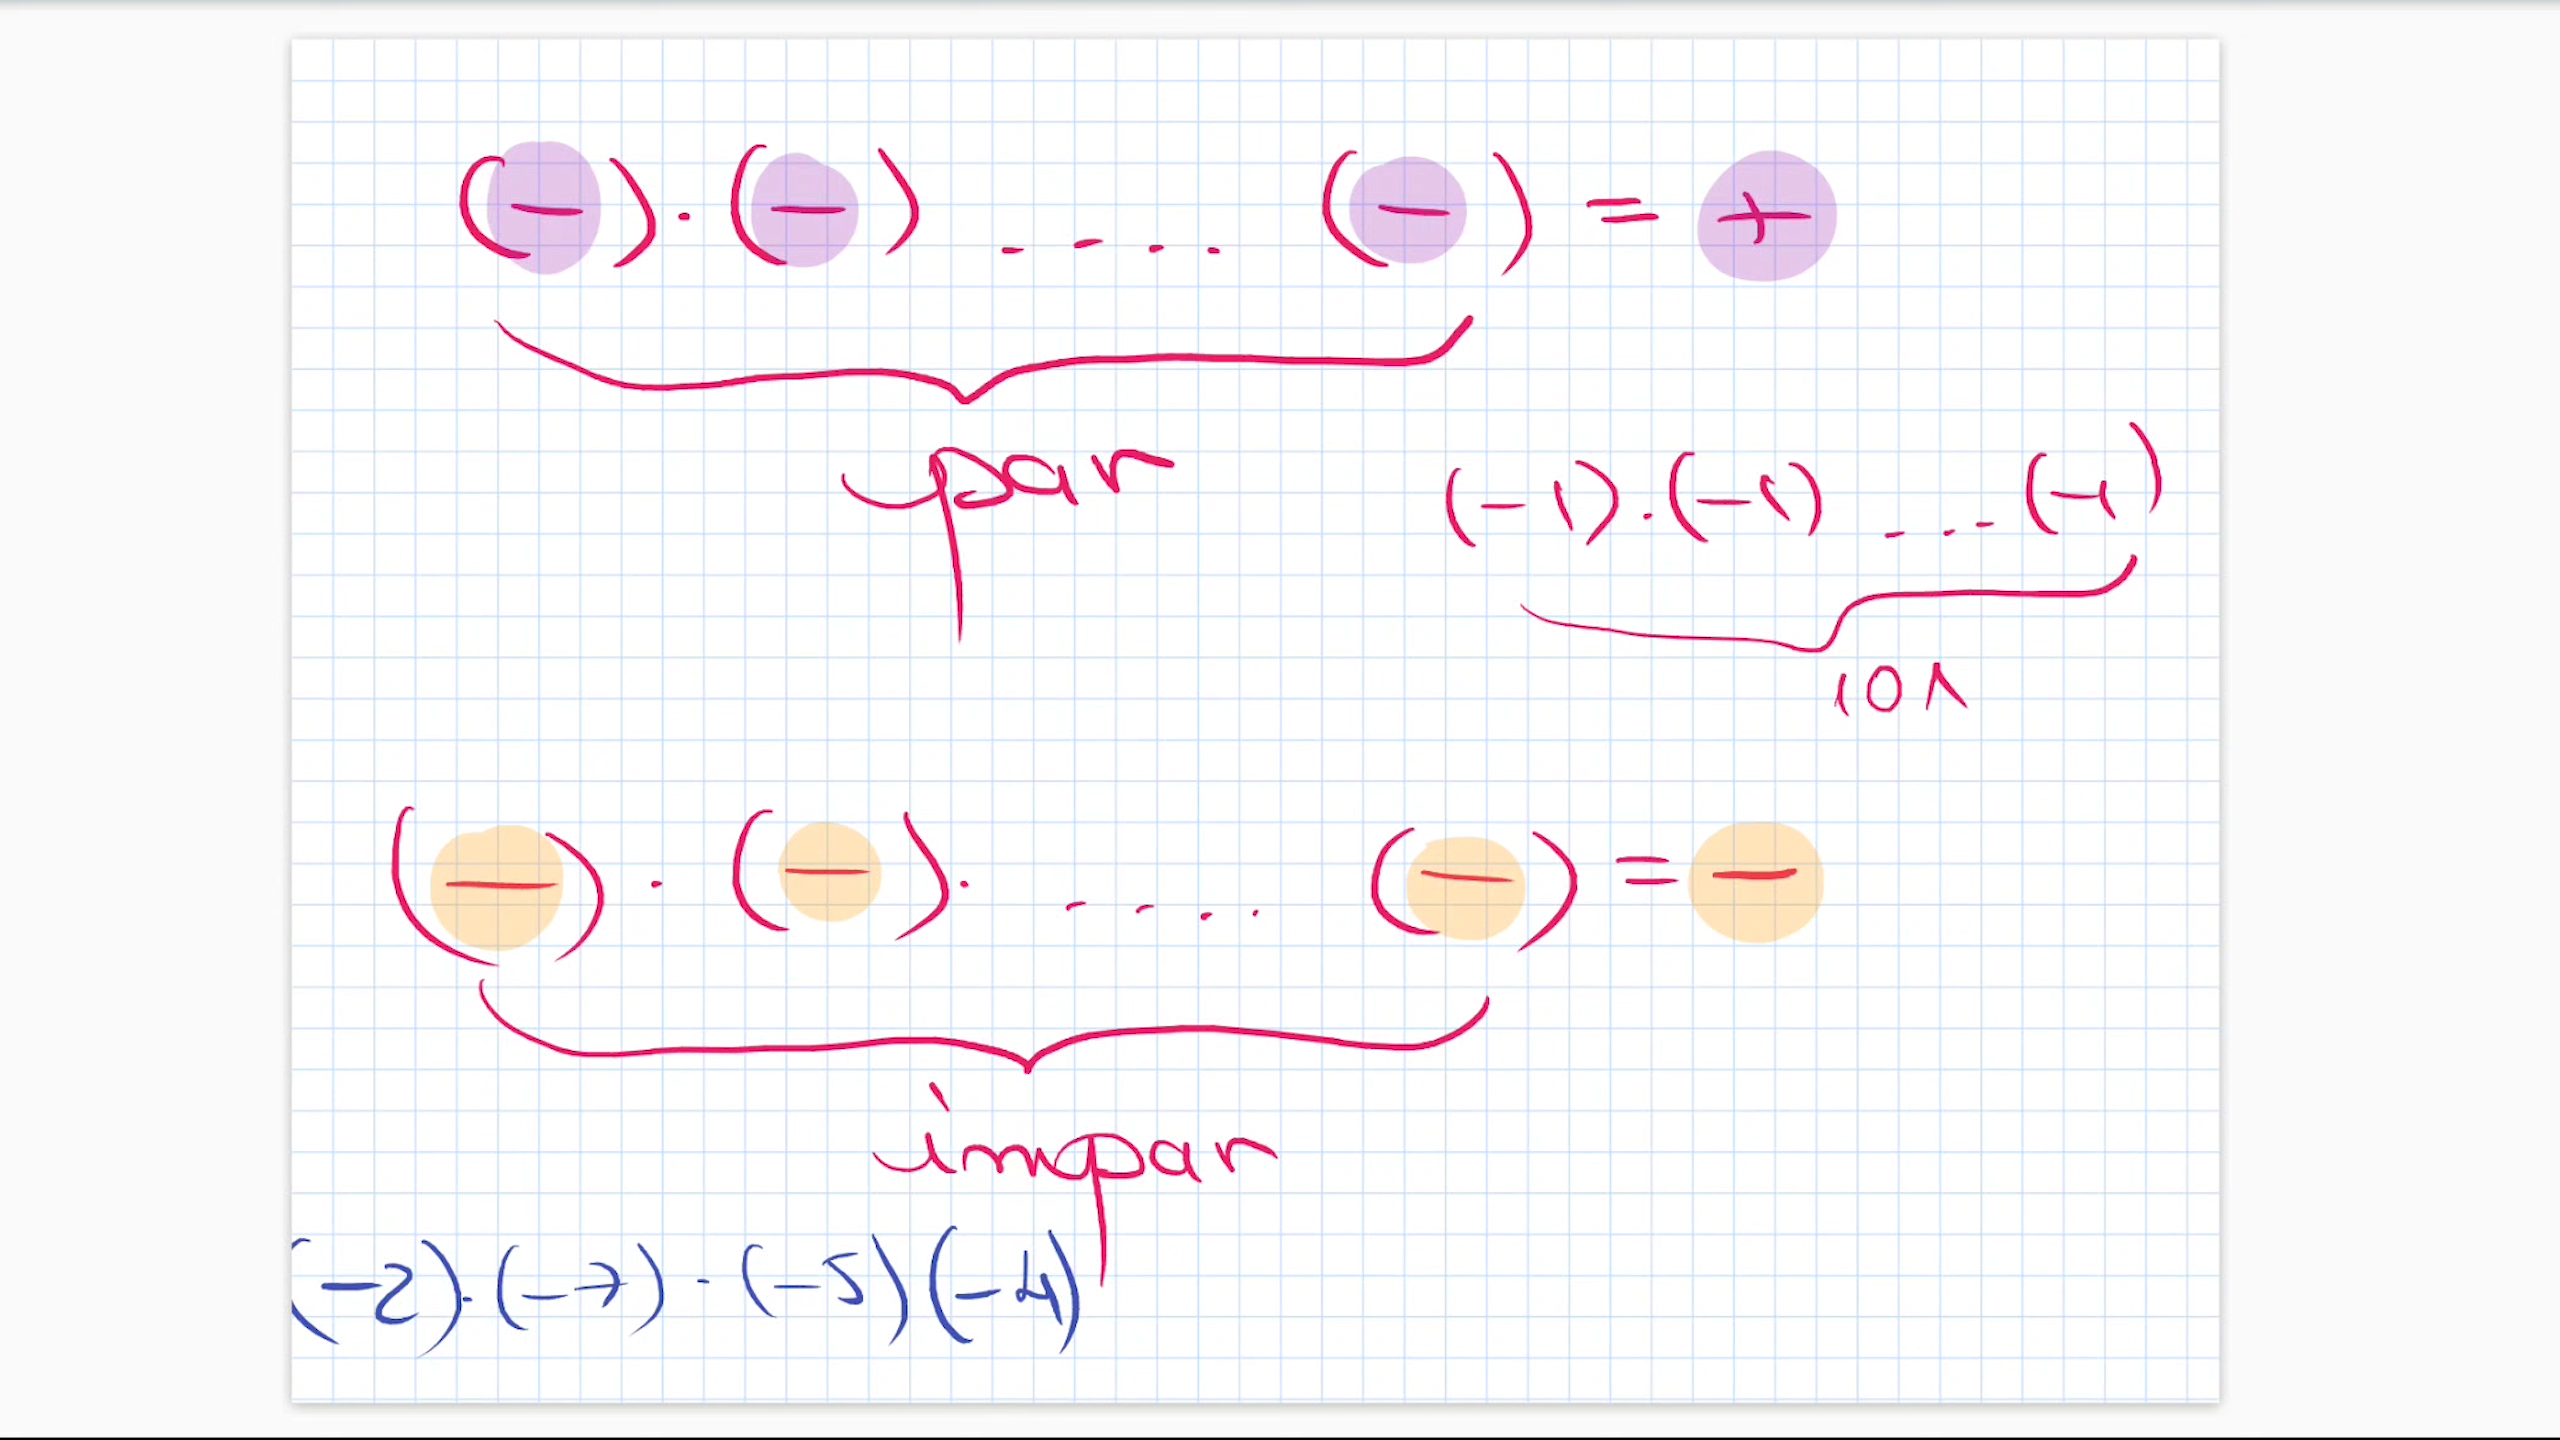 (-) · (-) .... (-) = +
par
(-1) · (-1) .... (-1)
101
(-) · (-) · .... (-) = -
impar
(-2) · (-7) · (-5) (-4)